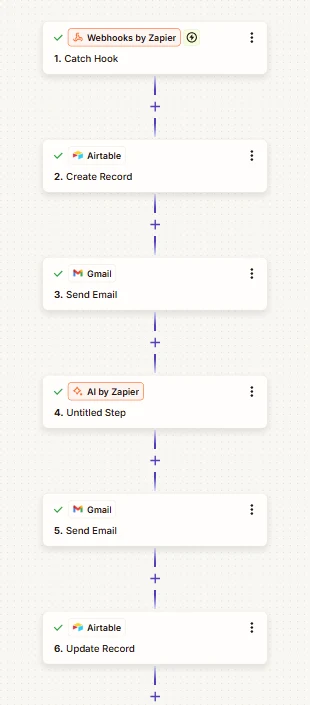 Webhooks by Zapier
1. Catch Hook
Airtable
2. Create Record
Gmail
3. Send Email
AI by Zapier
4. Untitled Step
Gmail
5. Send Email
Airtable
6. Update Record